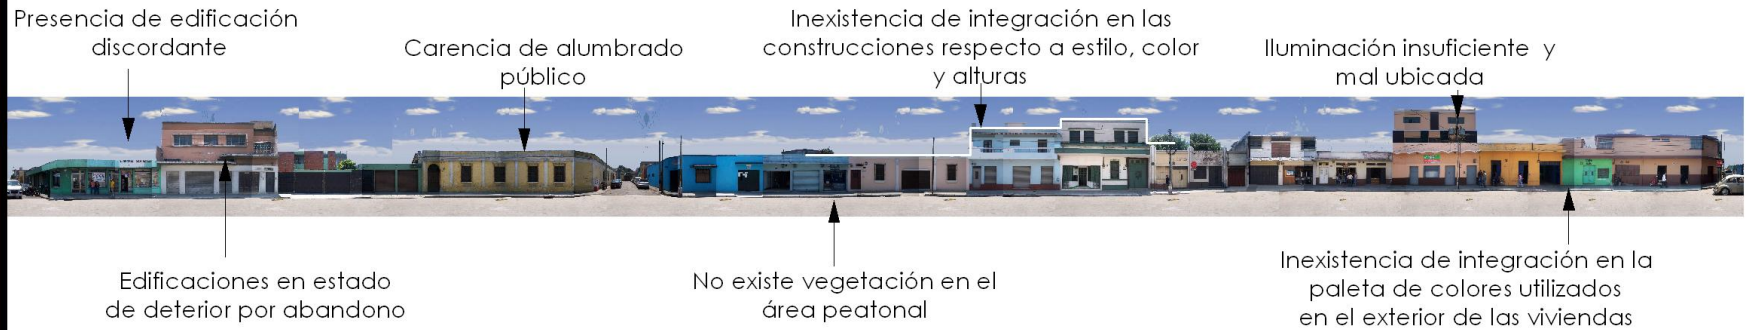 Presencia de edificación
discordante
Carencia de alumbrado
público
Inexistencia de integración en las
construcciones respecto a estilo, color
y alturas
Iluminación insuficiente y
mal ubicada
Edificaciones en estado
de deterior por abandono
No existe vegetación en el
área peatonal
Inexistencia de integración en la
paleta de colores utilizados
en el exterior de las viviendas